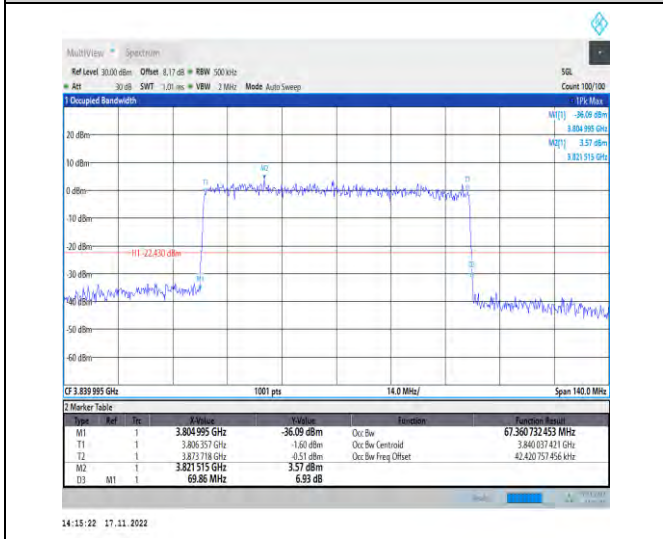 MultiView Spectrum
Ref Level 30.00 dBm Offset 8.17 dB RBW 500 kHz SGL
Att 30 dB SWT 1.01 ms VBW 2 MHz Mode Auto Sweep Count 100/100
1 Occupied Bandwidth 1Pk Max
M1[1] -36.09 dBm
3.804 995 GHz
20 dBm M2[1] 3.57 dBm
3.821 515 GHz
10 dBm
M2
T1
0 dBm
-10 dBm
-20 dBm
H1 -22.430 dBm
-30 dBm
M1
-40 dBm
-50 dBm
-60 dBm
CF 3.839 995 GHz 1001 pts 14.0 MHz/ Span 140.0 MHz
2 Marker Table
Type Ref Trc X-Value Y-Value Function Function Result
M1 1 3.804 995 GHz -36.09 dBm Occ Bw 67.360 732 453 MHz
T1 1 3.806 357 GHz -1.60 dBm Occ Bw Centroid 3.840 037 421 GHz
T2 1 3.873 718 GHz -0.51 dBm Occ Bw Freq Offset 42.420 757 456 kHz
M2 1 3.821 515 GHz 3.57 dBm
D3 M1 1 69.86 MHz 6.93 dB
14:15:22 17.11.2022